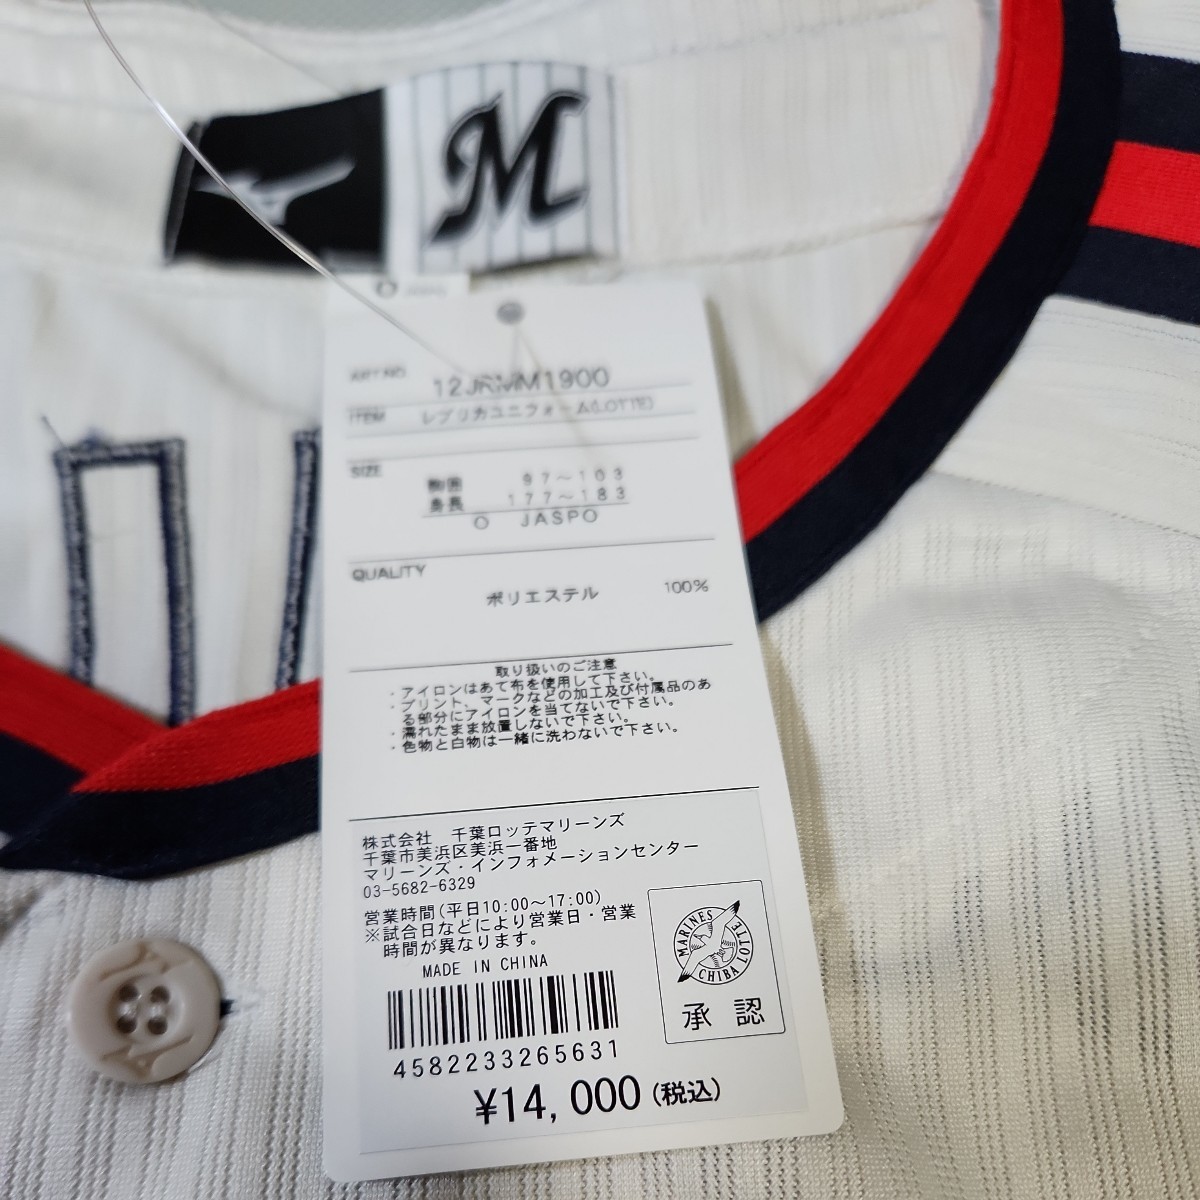 M
ART.NO. 12JRMM1900
ITEM レプリカユニフォーム(LOTTE)
SIZE
胸囲 97～103
身長 177～183
O JASPO
QUALITY
ポリエステル 100%
取り扱いのご注意
・アイロンはあて布を使用して下さい。
・プリント、マークなどの加工及び付属品のあ
る部分にアイロンを当てないで下さい。
・濡れたまま放置しないで下さい。
・色物と白物は一緒に洗わないで下さい。
株式会社 千葉ロッテマリーンズ
千葉市美浜区美浜一番地
マリーンズ・インフォメーションセンター
03-5682-6329
営業時間(平日10:00～17:00)
※試合日などにより営業日・営業
時間が異なります。
MADE IN CHINA
MARINES
CHIBA LOTTE
承認
4582233265631
¥14,000(税込)